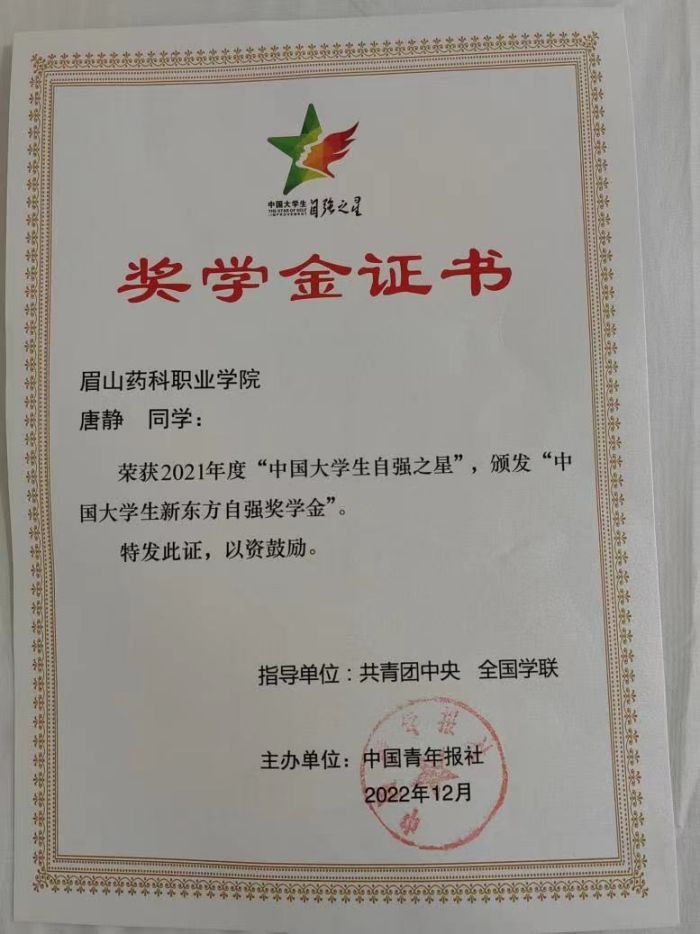 中国大学生
自强之星
奖学金证书
眉山药科职业学院
唐静 同学：
荣获2021年度“中国大学生自强之星”，颁发“中
国大学生新东方自强奖学金”。
特发此证，以资鼓励。
指导单位：共青团中央 全国学联
主办单位：中国青年报社
2022年12月